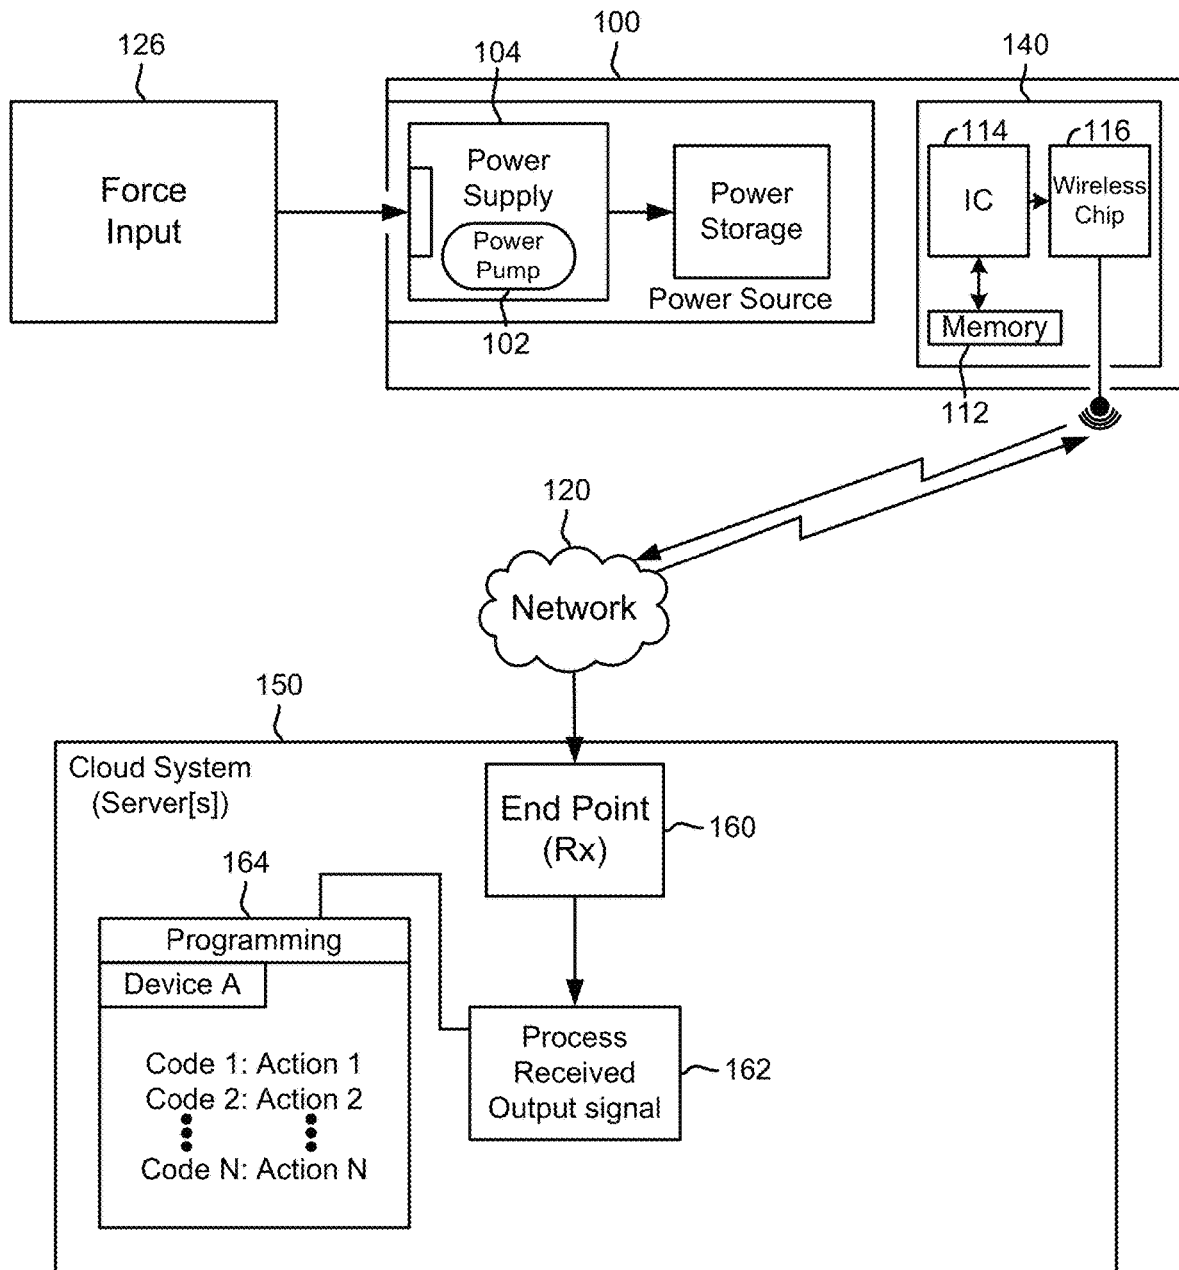 126
104
100
140
114
116
Force
Input
Power
Supply
Power
Pump
102
Power
Storage
Power Source
IC
Wireless
Chip
Memory
112
120
Network
150
Cloud System
(Server[s])
End Point
(Rx)
160
164
Programming
Device A
Code 1: Action 1
Code 2: Action 2
Code N: Action N
Process
Received
Output signal
162